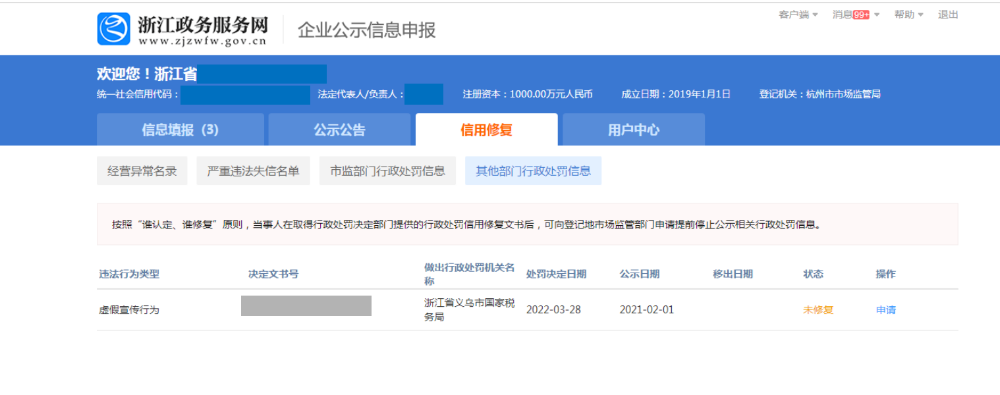 客户端 消息 99+ 帮助 退出
浙江政务服务网 企业公示信息申报
www.zjzwfw.gov.cn
欢迎您！浙江省
统一社会信用代码： 法定代表人/负责人： 注册资本：1000.00万元人民币 成立日期：2019年1月1日 登记机关：杭州市市场监管局
信息填报（3） 公示公告 信用修复 用户中心
经营异常名录 严重违法失信名单 市监部门行政处罚信息 其他部门行政处罚信息
按照“谁认定、谁修复”原则，当事人在取得行政处罚决定部门提供的行政处罚信用修复文书后，可向登记地市场监管部门申请提前停止公示相关行政处罚信息。
违法行为类型 决定文书号 做出行政处罚机关名 处罚决定日期 公示日期 移出日期 状态 操作
称
虚假宣传行为 浙江省义乌市国家税 2022-03-28 2021-02-01 未修复 申请
务局